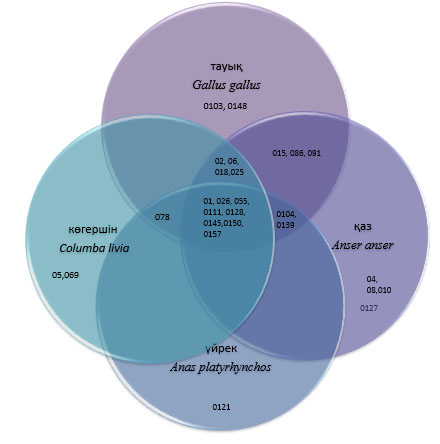 тауық
Gallus gallus
0103, 0148
015, 086, 091
02, 06,
018,025
01, 026, 055,
0111, 0128,
0145,0150,
0157
078
0104,
0139
көгершін
Columba livia
05,069
қаз
Anser anser
04,
08,010
0127
үйрек
Anas platyrhynchos
0121